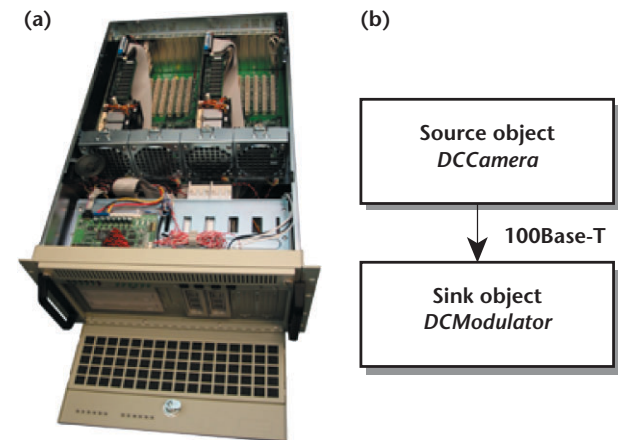 (a)
(b)
Source object
DCCamera
100Base-T
Sink object
DCModulator